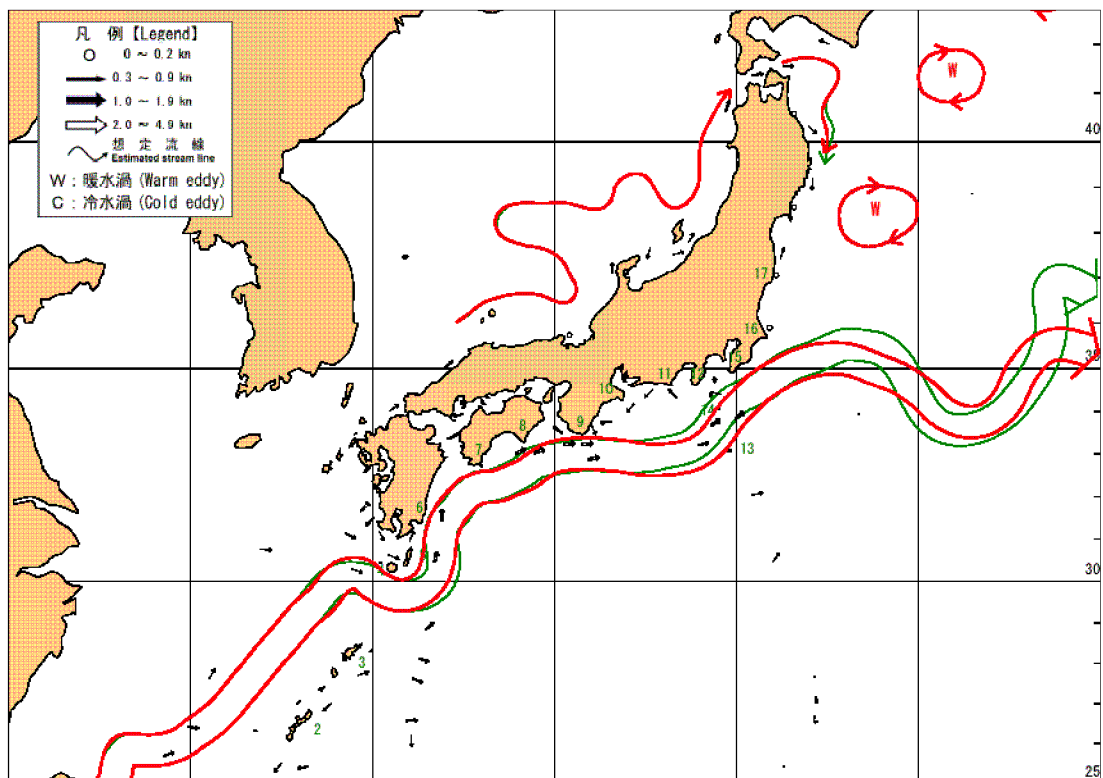 凡 例【Legend】
0 ~ 0.2 kn
0.3 ~ 0.9 kn
1.0 ~ 1.9 kn
2.0 ~ 4.9 kn
想 定 流 線
Estimated stream line
W : 暖水渦 (Warm eddy)
C : 冷水渦 (Cold eddy)
W
40
W
17
16
35
15
11
10
14
9
8
7
13
6
30
3
2
25